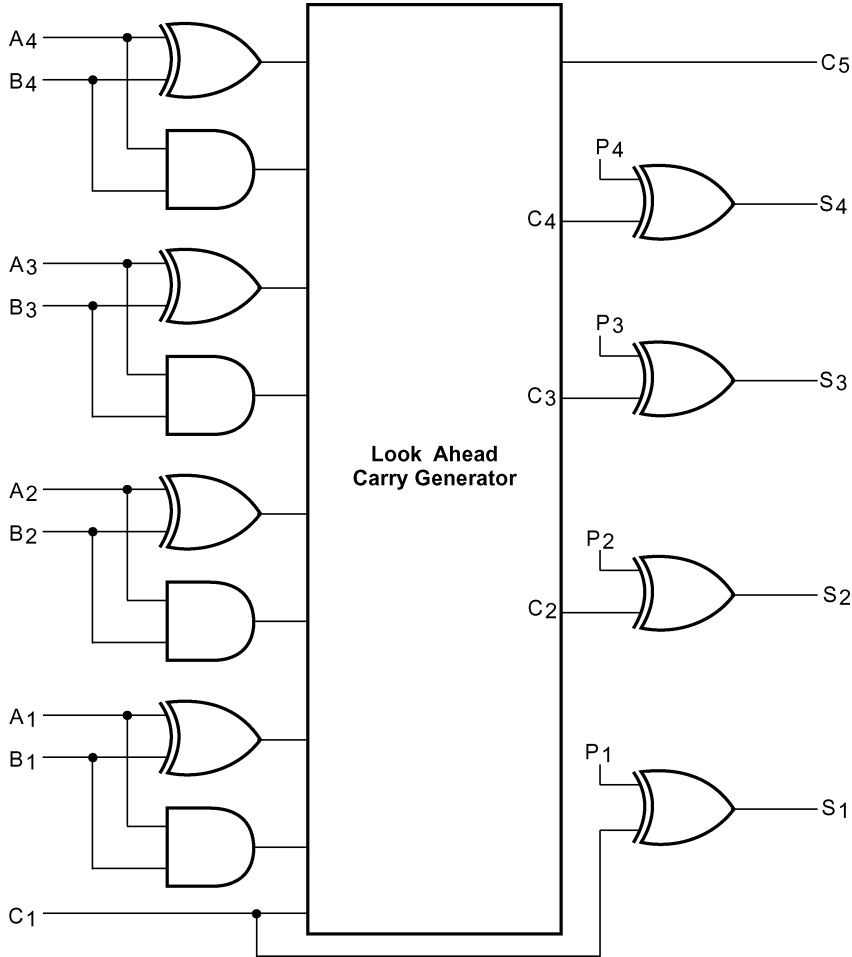 A4
B4
C5
P4
C4
S4
A3
B3
P3
C3
S3
Look Ahead
Carry Generator
A2
B2
P2
C2
S2
A1
B1
P1
S1
C1